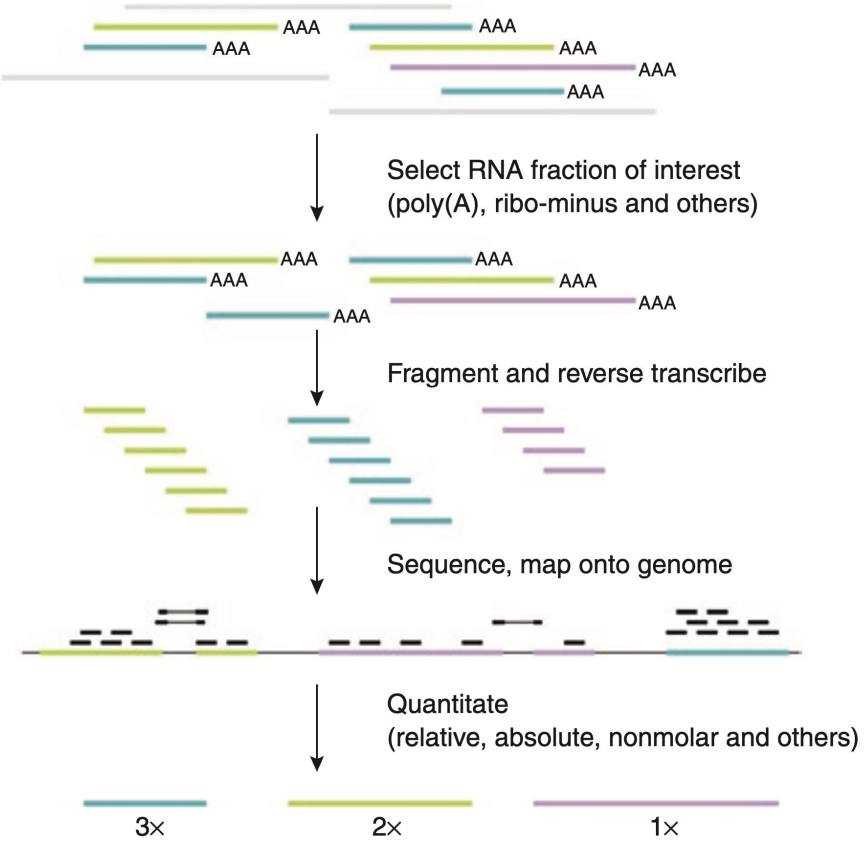 AAA
AAA
AAA
AAA
AAA
AAA
Select RNA fraction of interest
(poly(A), ribo-minus and others)
AAA
AAA
AAA
AAA
AAA
AAA
Fragment and reverse transcribe
Sequence, map onto genome
Quantitate
(relative, absolute, nonmolar and others)
3×
2×
1×